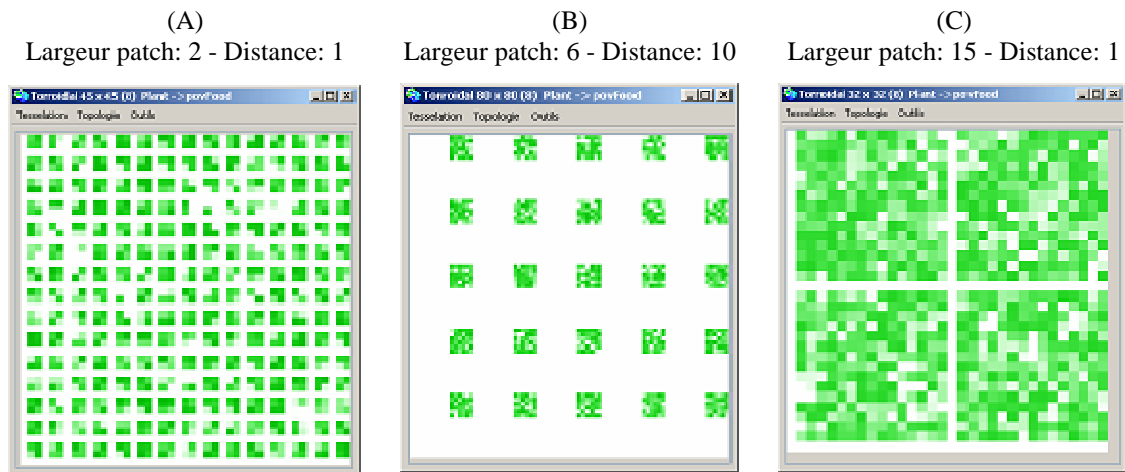 (A)
Largeur patch: 2 - Distance: 1
Torroidal 45 x 45 (8) Plant -> povFood
Tesselation Topologie Outils
(B)
Largeur patch: 6 - Distance: 10
Torroidal 80 x 80 (8) Plant -> povFood
Tesselation Topologie Outils
(C)
Largeur patch: 15 - Distance: 1
Torroidal 32 x 32 (8) Plant -> povFood
Tesselation Topologie Outils